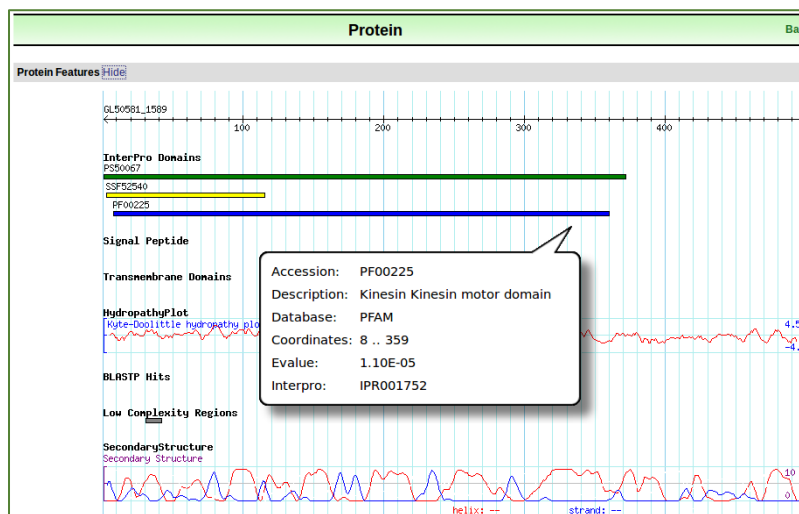 Protein
Ba
Protein Features Hide
GL50581_1589
100 200 300 400
InterPro Domains
PS50067
SSF52540
PF00225
Signal Peptide
Accession: PF00225
Transmembrane Domains
Description: Kinesin Kinesin motor domain
Database: PFAM
HydropathyPlot
Kyte-Doolittle hydropathy plo
4.5
Coordinates: 8 .. 359
-4.
Evalue: 1.10E-05
BLASTP Hits
Interpro: IPR001752
Low Complexity Regions
SecondaryStructure
Secondary Structure
10
0
helix: -- strand: --